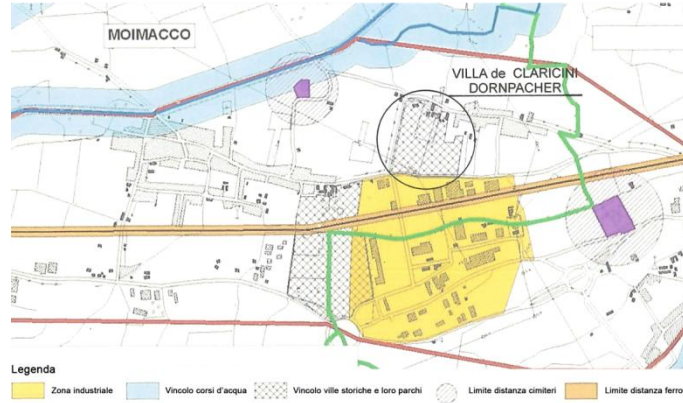 MOIMACCO
VILLA de CLARICINI
DORNPACHER
Legenda
Zona industriale
Vincolo corsi d'acqua
Vincolo ville storiche e loro parchi
Limite distanza cimiteri
Limite distanza ferro